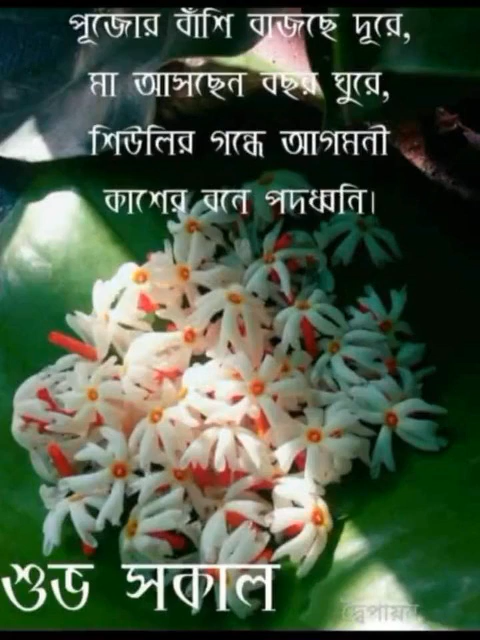 পূজোর বাঁশি বাজছে দূরে,
মা আসছেন বছর ঘুরে,
শিউলির গন্ধে আগমনী
কাশের বনে পদধ্বনি।
শুভ সকাল
দ্বৈপায়ন